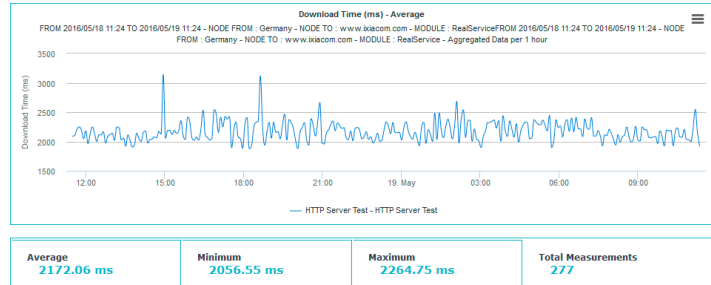 Download Time (ms) - Average
FROM 2016/05/18 11:24 TO 2016/05/19 11:24 - NODE FROM : Germany - NODE TO : www.ixiacom.com - MODULE : RealServiceFROM 2016/05/18 11:24 TO 2016/05/19 11:24 - NODE
FROM : Germany - NODE TO : www.ixiacom.com - MODULE : RealService - Aggregated Data per 1 hour
Download Time (ms)
3500
3000
2500
2000
1500
12:00 15:00 18:00 21:00 19. May 03:00 06:00 09:00
HTTP Server Test - HTTP Server Test
Average Minimum Maximum Total Measurements
2172.06 ms 2056.55 ms 2264.75 ms 277